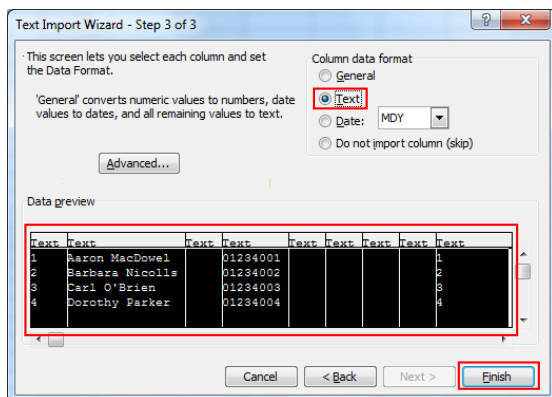 Text Import Wizard - Step 3 of 3
This screen lets you select each column and set
the Data Format.
'General' converts numeric values to numbers, date
values to dates, and all remaining values to text.
Advanced...
Column data format
General
Text
Date: MDY
Do not import column (skip)
Data preview
Text Text Text Text Text Text Text Text Text
1 Aaron MacDowel 01234001 1
2 Barbara Nicolls 01234002 2
3 Carl O'Brien 01234003 3
4 Dorothy Parker 01234004 4
Cancel < Back Next > Finish